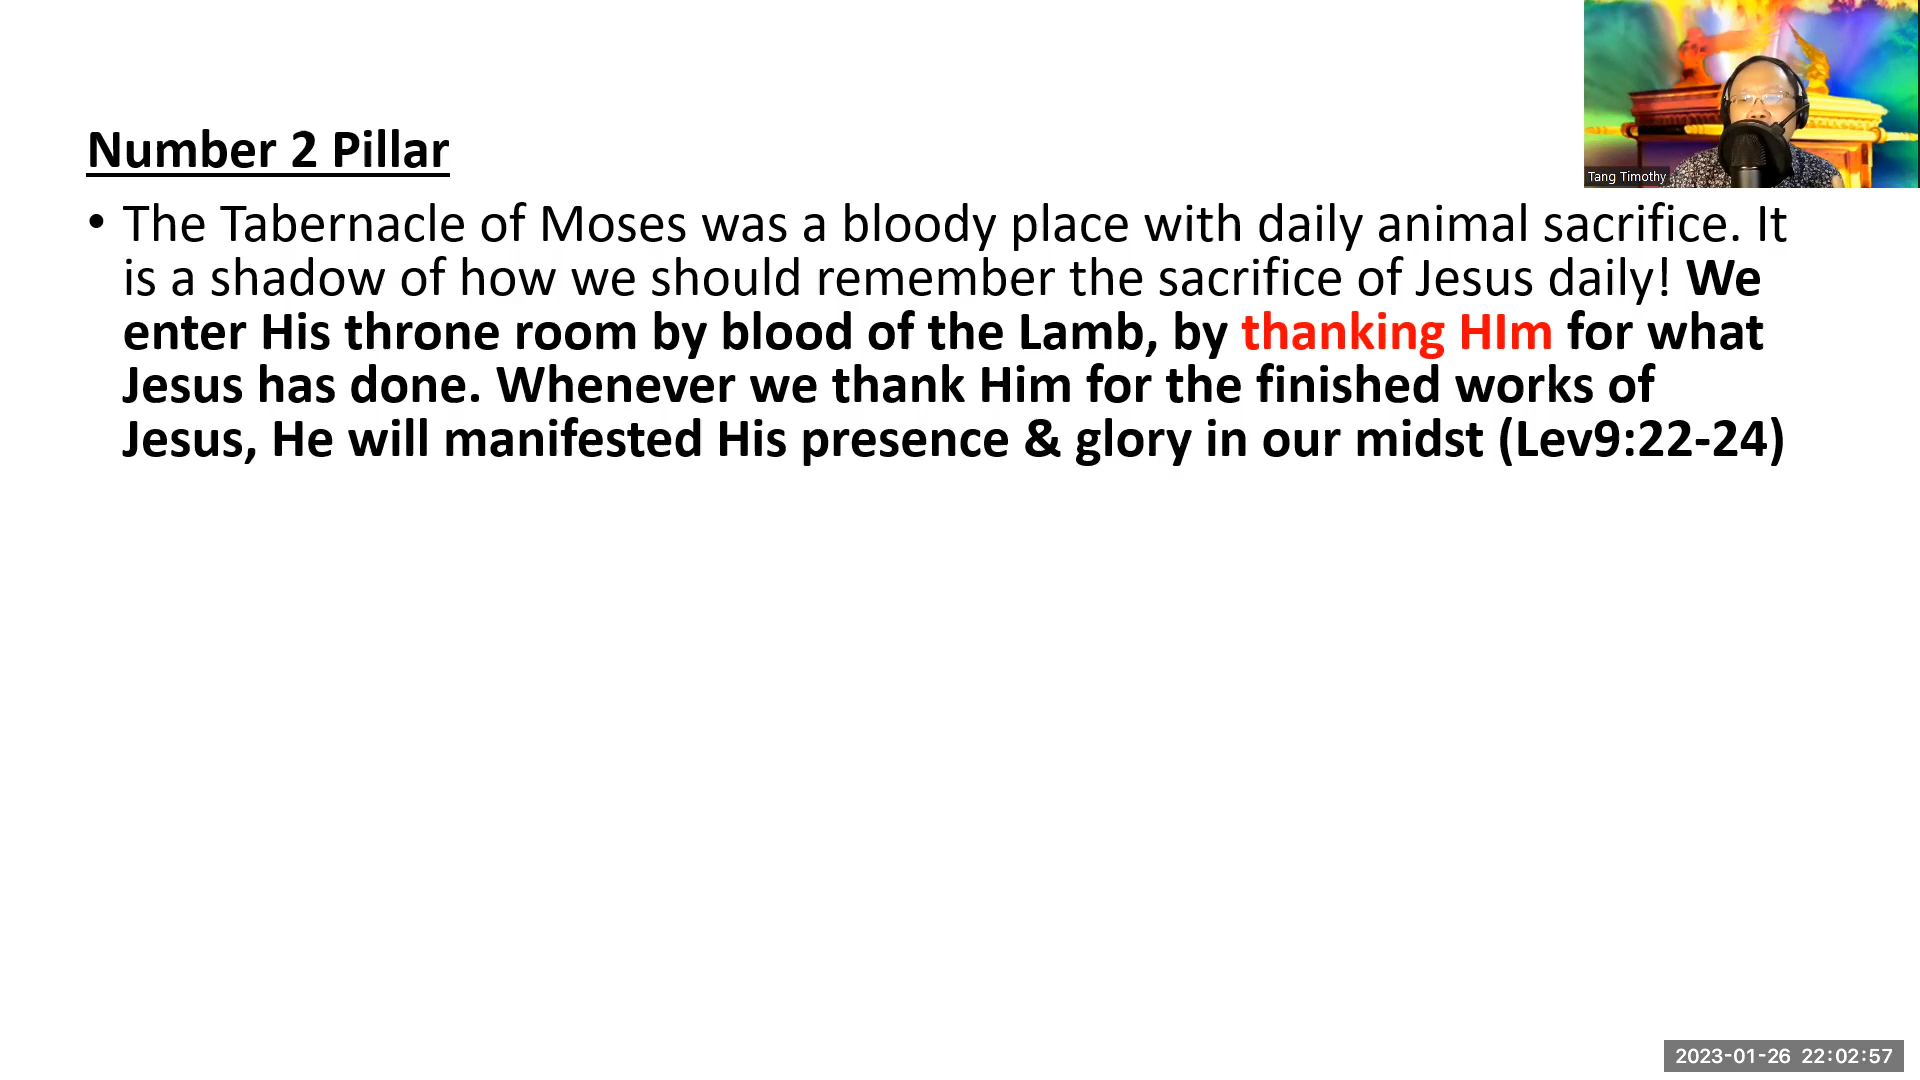 Number 2 Pillar
• The Tabernacle of Moses was a bloody place with daily animal sacrifice. It
is a shadow of how we should remember the sacrifice of Jesus daily! We
enter His throne room by blood of the Lamb, by thanking HIm for what
Jesus has done. Whenever we thank Him for the finished works of
Jesus, He will manifested His presence & glory in our midst (Lev9:22-24)
Tang Timothy
2023-01-26 22:02:57